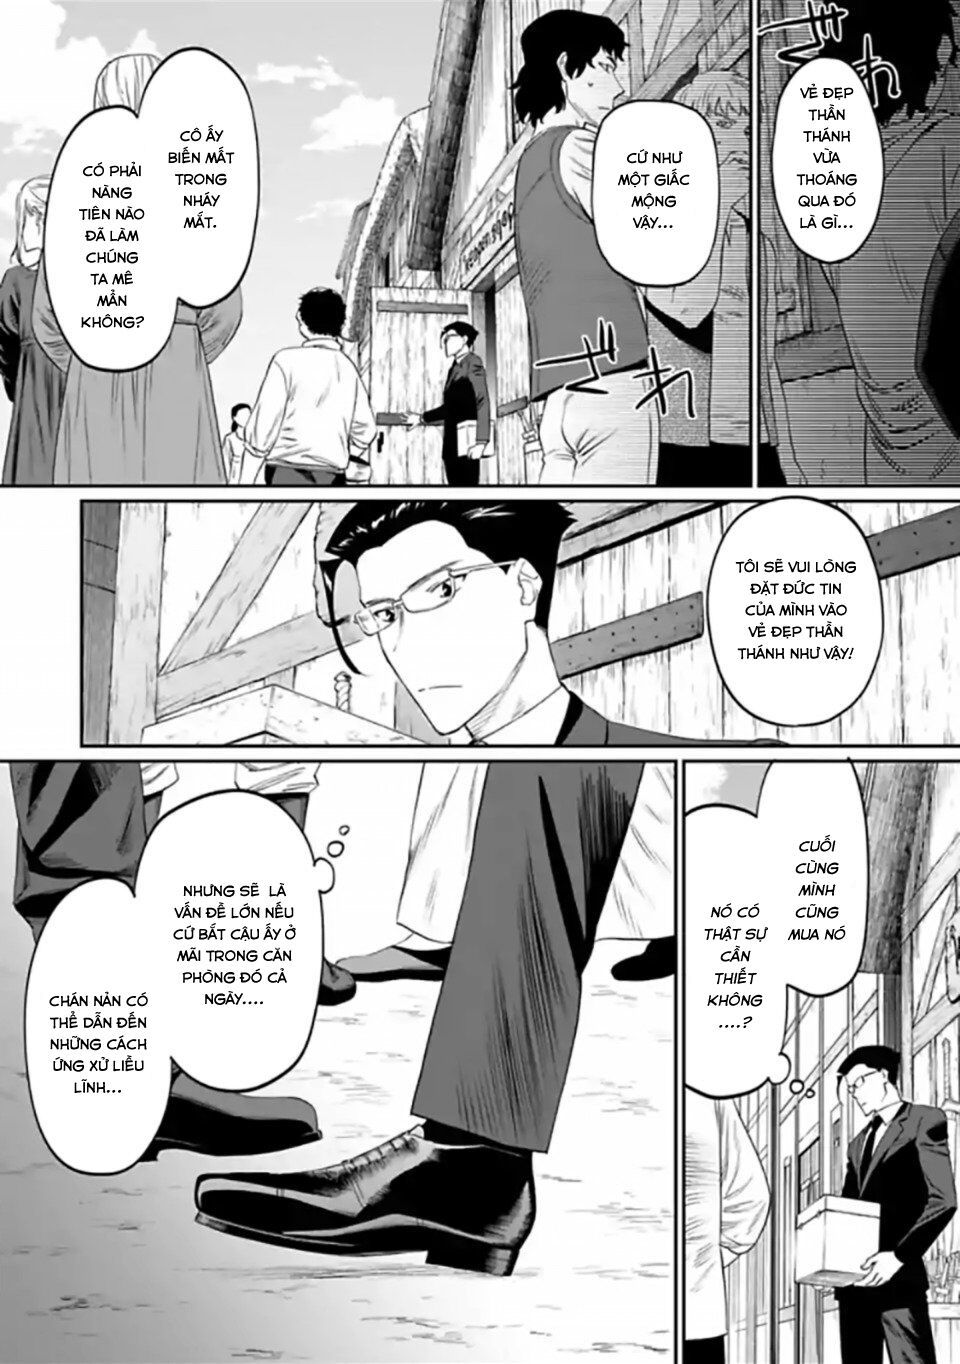 VẺ ĐẸP
THẦN
THÁNH
VỪA
THOÁNG
QUA ĐÓ
LÀ GÌ...
CỨ NHƯ
MỘT GIẤC
MỘNG
VẬY...
CÔ ẤY
BIẾN MẤT
TRONG
NHÁY
MẮT.
CÓ PHẢI
NÀNG
TIÊN NÀO
ĐÃ LÀM
CHÚNG
TA MÊ
MẨN
KHÔNG?
ざわ
ざわ
TÔI SẼ VUI LÒNG
ĐẶT ĐỨC TIN
CỦA MÌNH VÀO
VẺ ĐẸP THẦN
THÁNH NHƯ VẬY!
CUỐI
CÙNG
MÌNH
CŨNG
MUA NÓ
NÓ CÓ
THẬT SỰ
CẦN
THIẾT
KHÔNG
....?
NHƯNG SẼ LÀ
VẤN ĐỀ LỚN NẾU
CỨ BẮT CẬU ẤY Ở
MÃI TRONG CĂN
PHÒNG ĐÓ CẢ
NGÀY....
CHÁN NẢN CÓ
THỂ DẪN ĐẾN
NHỮNG CÁCH
ỨNG XỬ LIỀU
LĨNH...